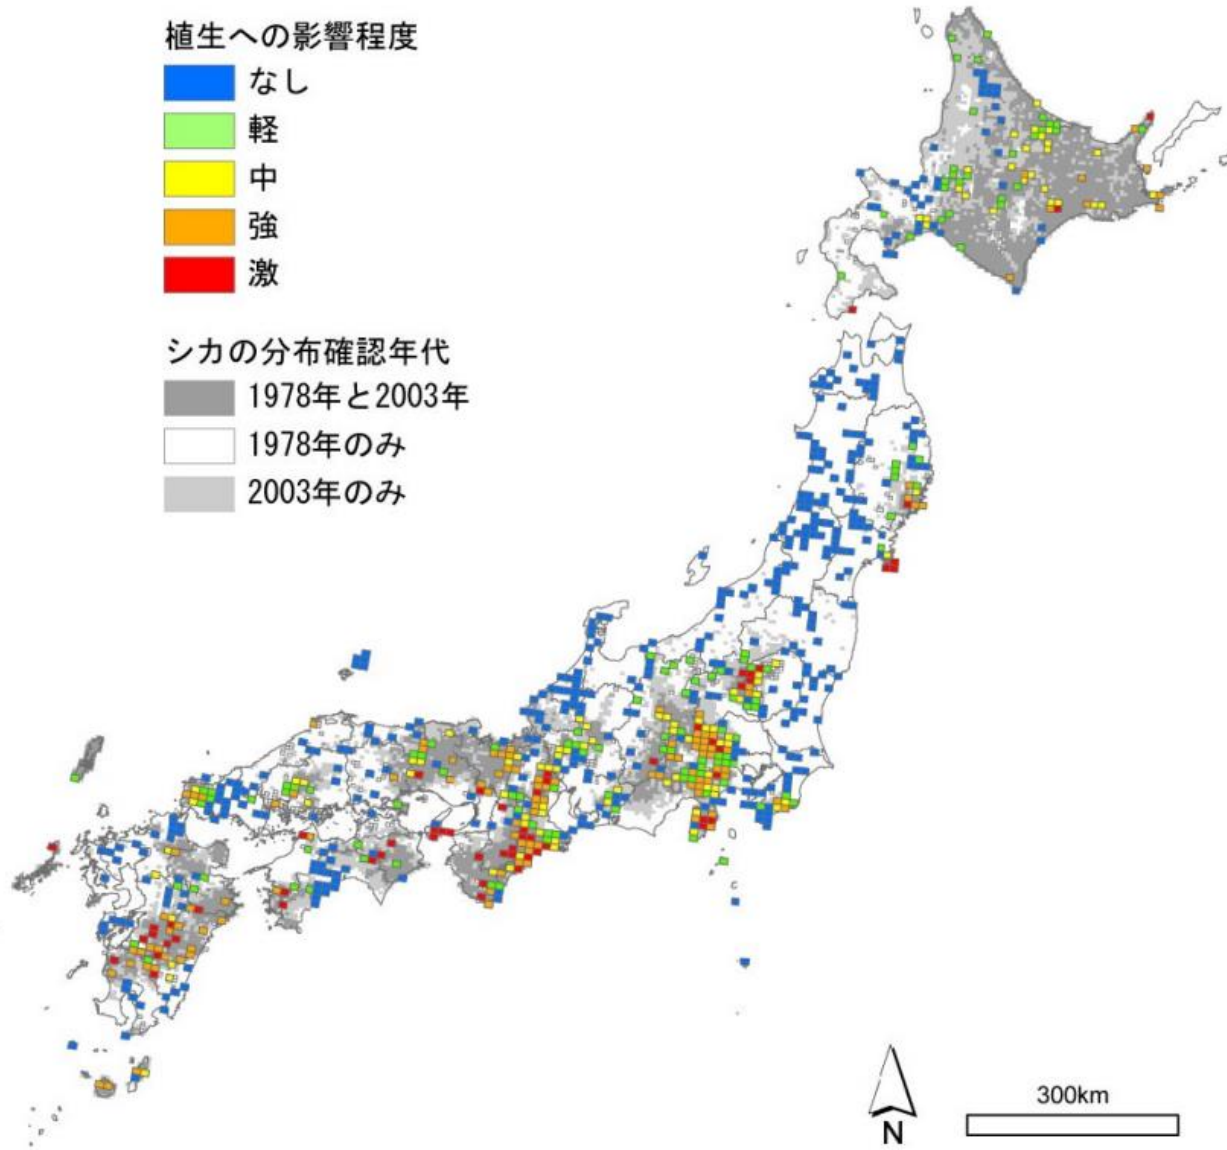 植生への影響程度
なし
軽
中
強
激
シカの分布確認年代
1978年と2003年
1978年のみ
2003年のみ
300km
N